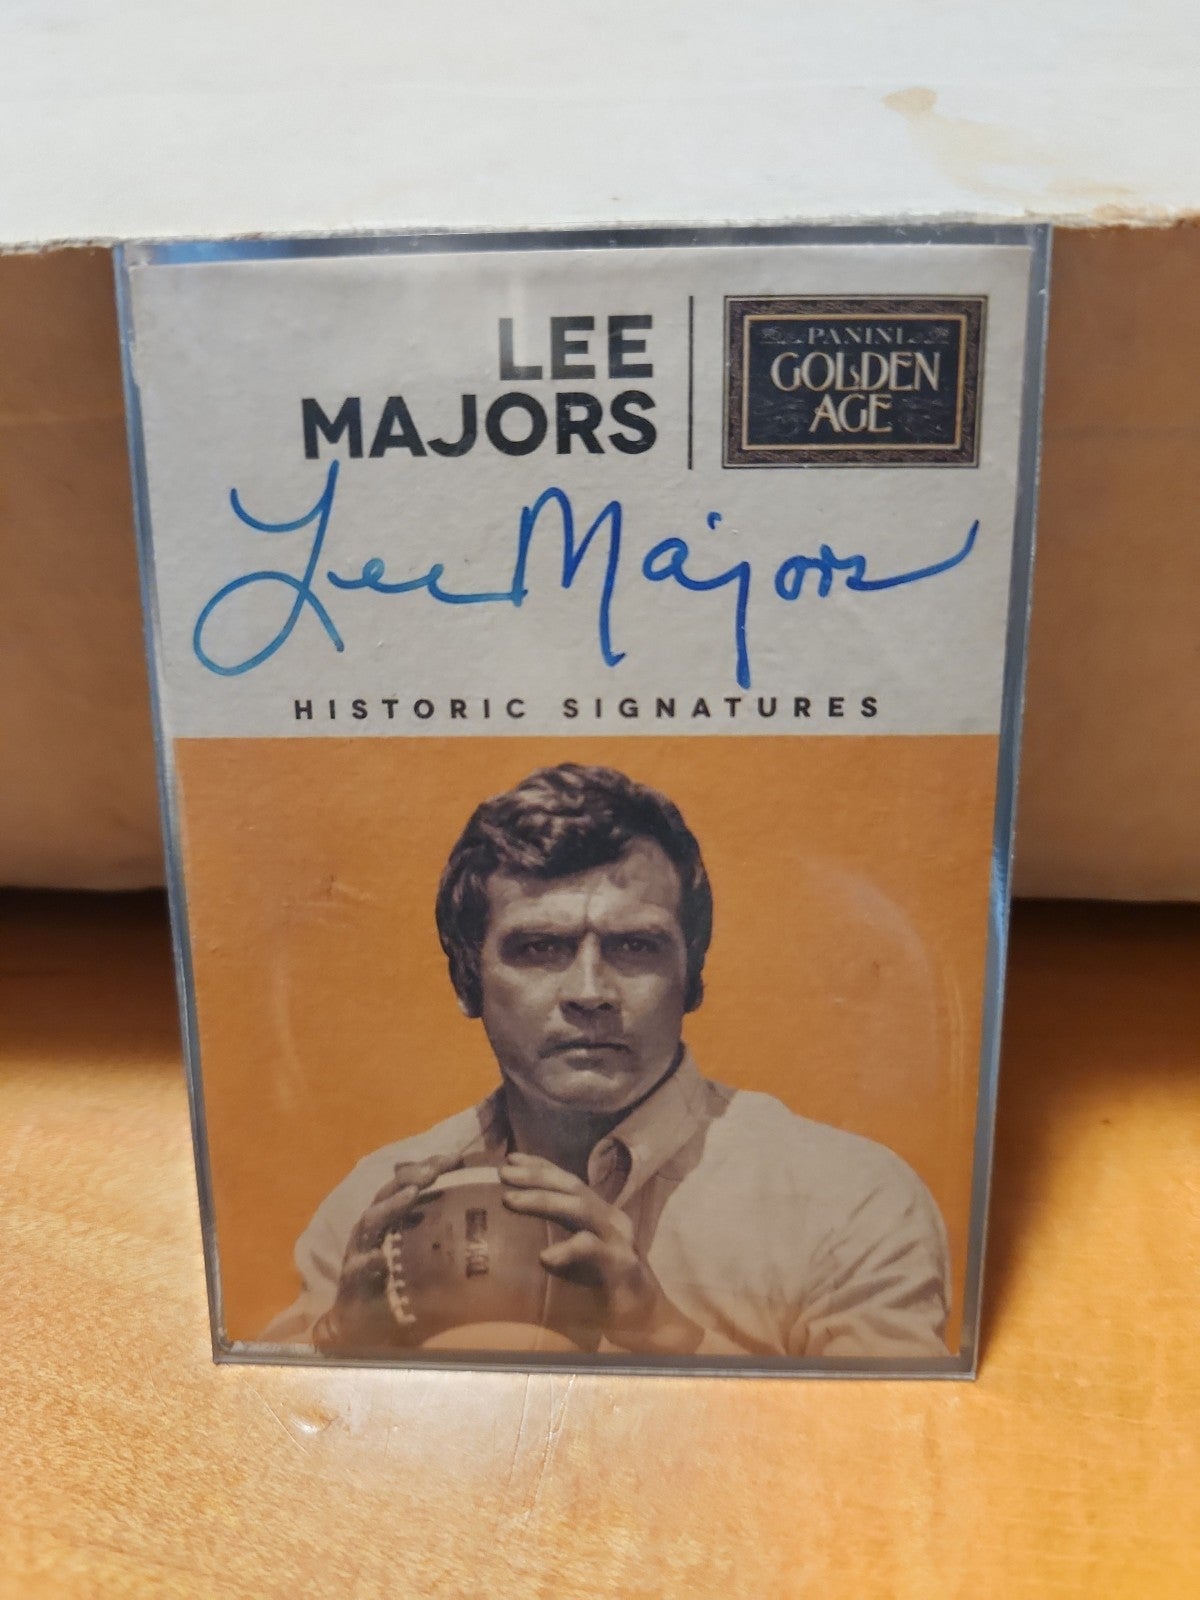 LEE
MAJORS
PANINI
GOLDEN
AGE
Lee Majors
HISTORIC SIGNATURES